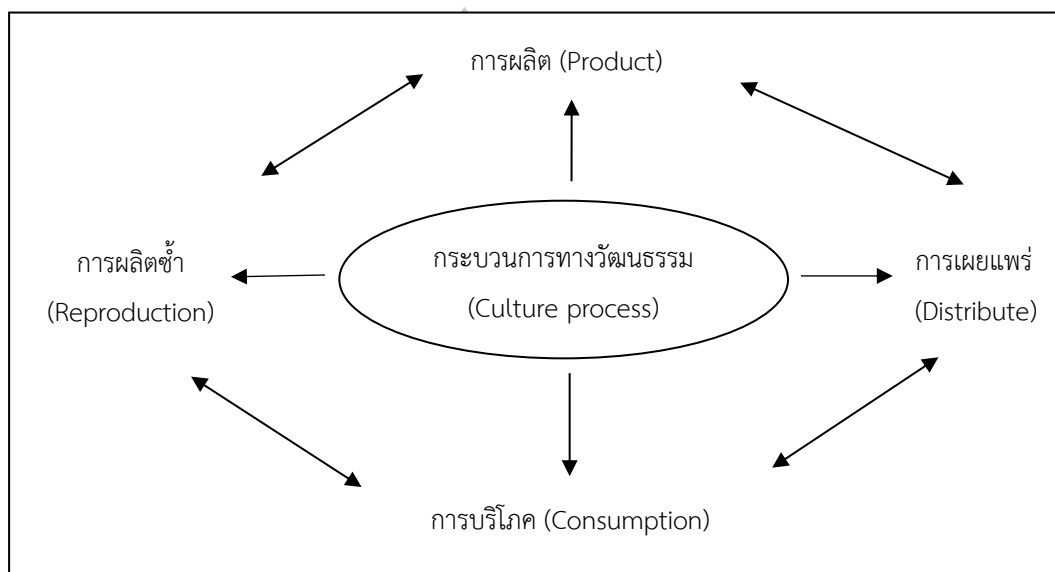 การผลิต (Product)
การผลิตซ้ำ
(Reproduction)
กระบวนการทางวัฒนธรรม
(Culture process)
การเผยแพร่
(Distribute)
การบริโภค (Consumption)